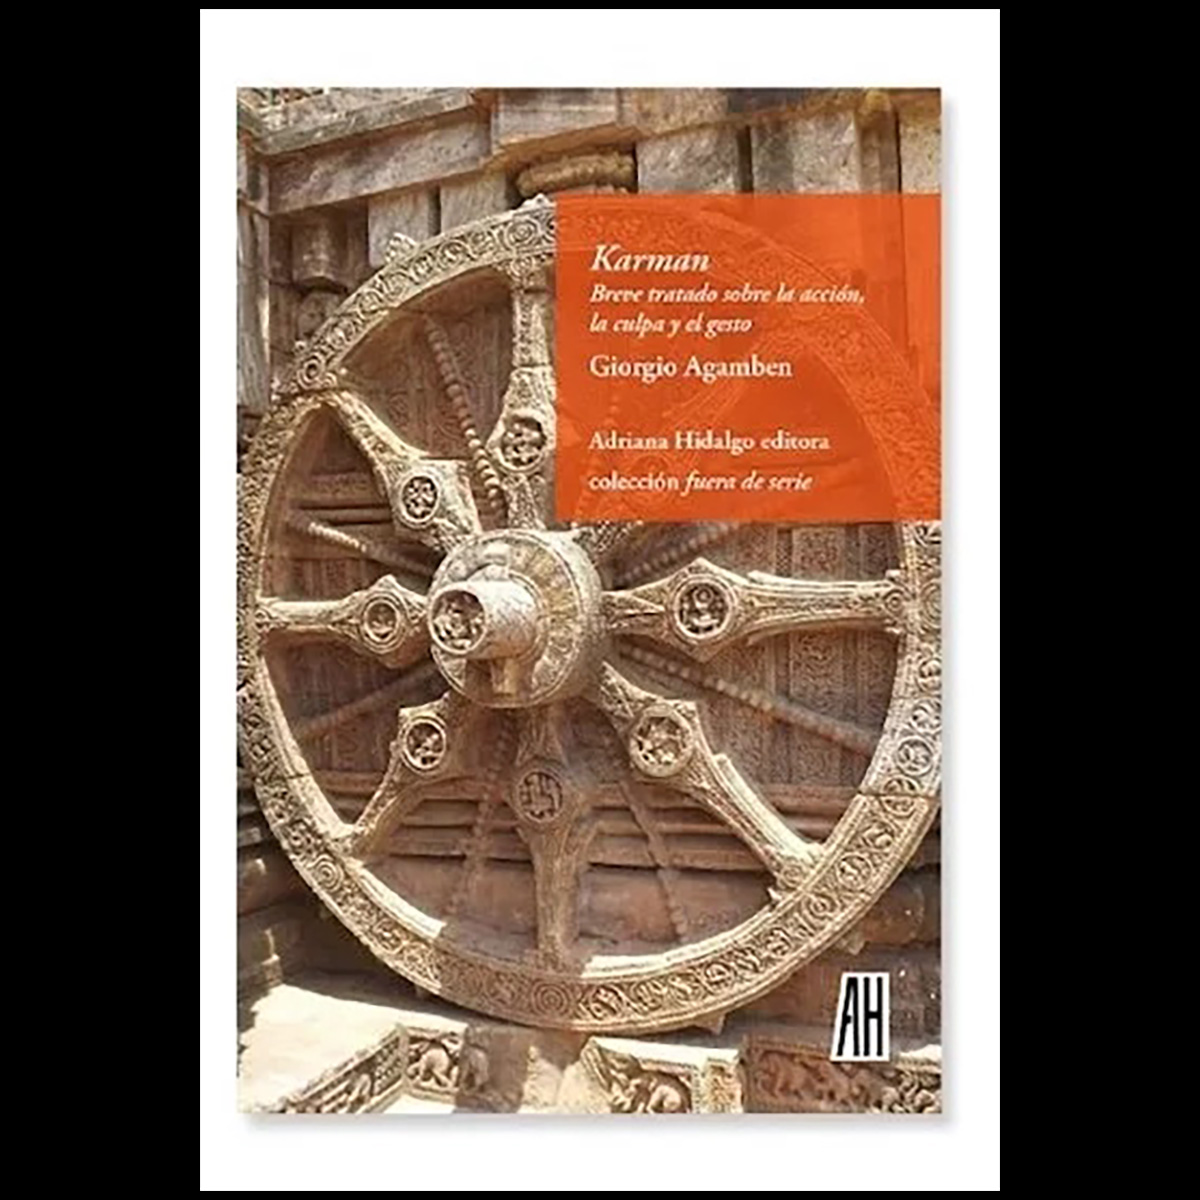 Karman
Breve tratado sobre la acción,
la culpa y el gesto
Giorgio Agamben
Adriana Hidalgo editora
colección fuera de serie
AH